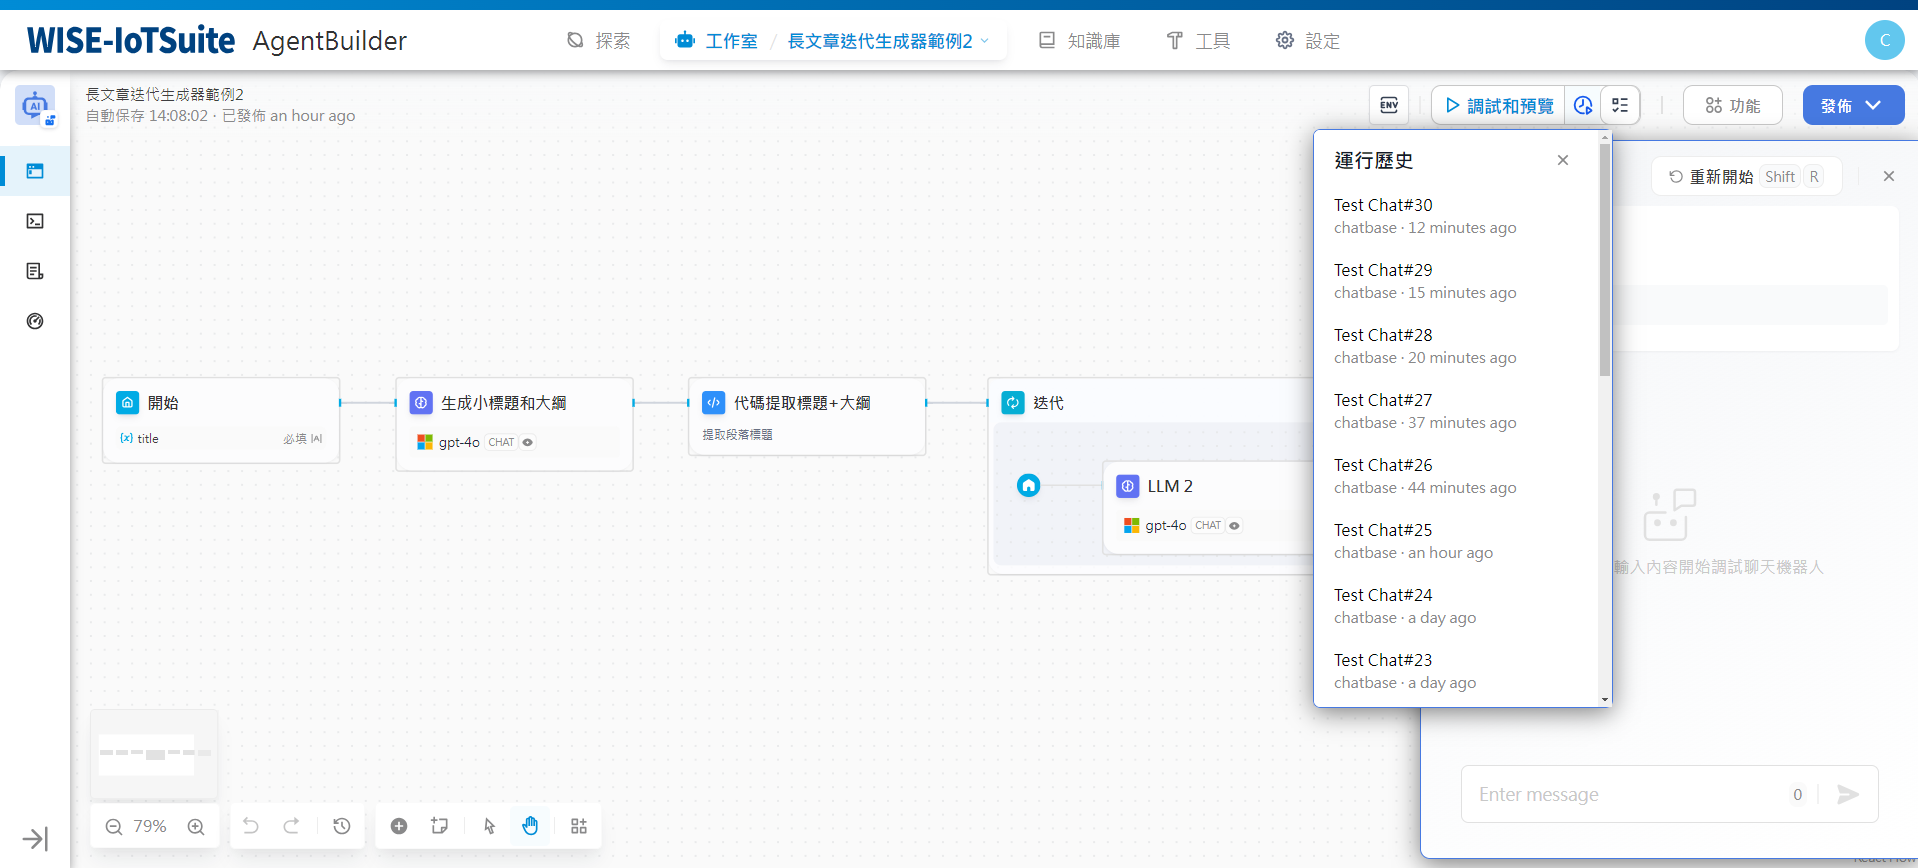 WISE-IoTSuite AgentBuilder
探索
工作室 / 長文章迭代生成器範例2
知識庫
工具
設定
C
長文章迭代生成器範例2
自動保存 14:08:02 · 已發佈 an hour ago
ENV
調試和預覽
功能
發佈
運行歷史
Test Chat#30
chatbase · 12 minutes ago
Test Chat#29
chatbase · 15 minutes ago
Test Chat#28
chatbase · 20 minutes ago
Test Chat#27
chatbase · 37 minutes ago
Test Chat#26
chatbase · 44 minutes ago
Test Chat#25
chatbase · an hour ago
Test Chat#24
chatbase · a day ago
Test Chat#23
chatbase · a day ago
重新開始 Shift R
開始
{x} title 必填
生成小標題和大綱
gpt-4o CHAT
代碼提取標題+大綱
提取段落標題
迭代
LLM 2
gpt-4o CHAT
輸入內容開始調試聊天機器人
Enter message 0
79%
React Flow